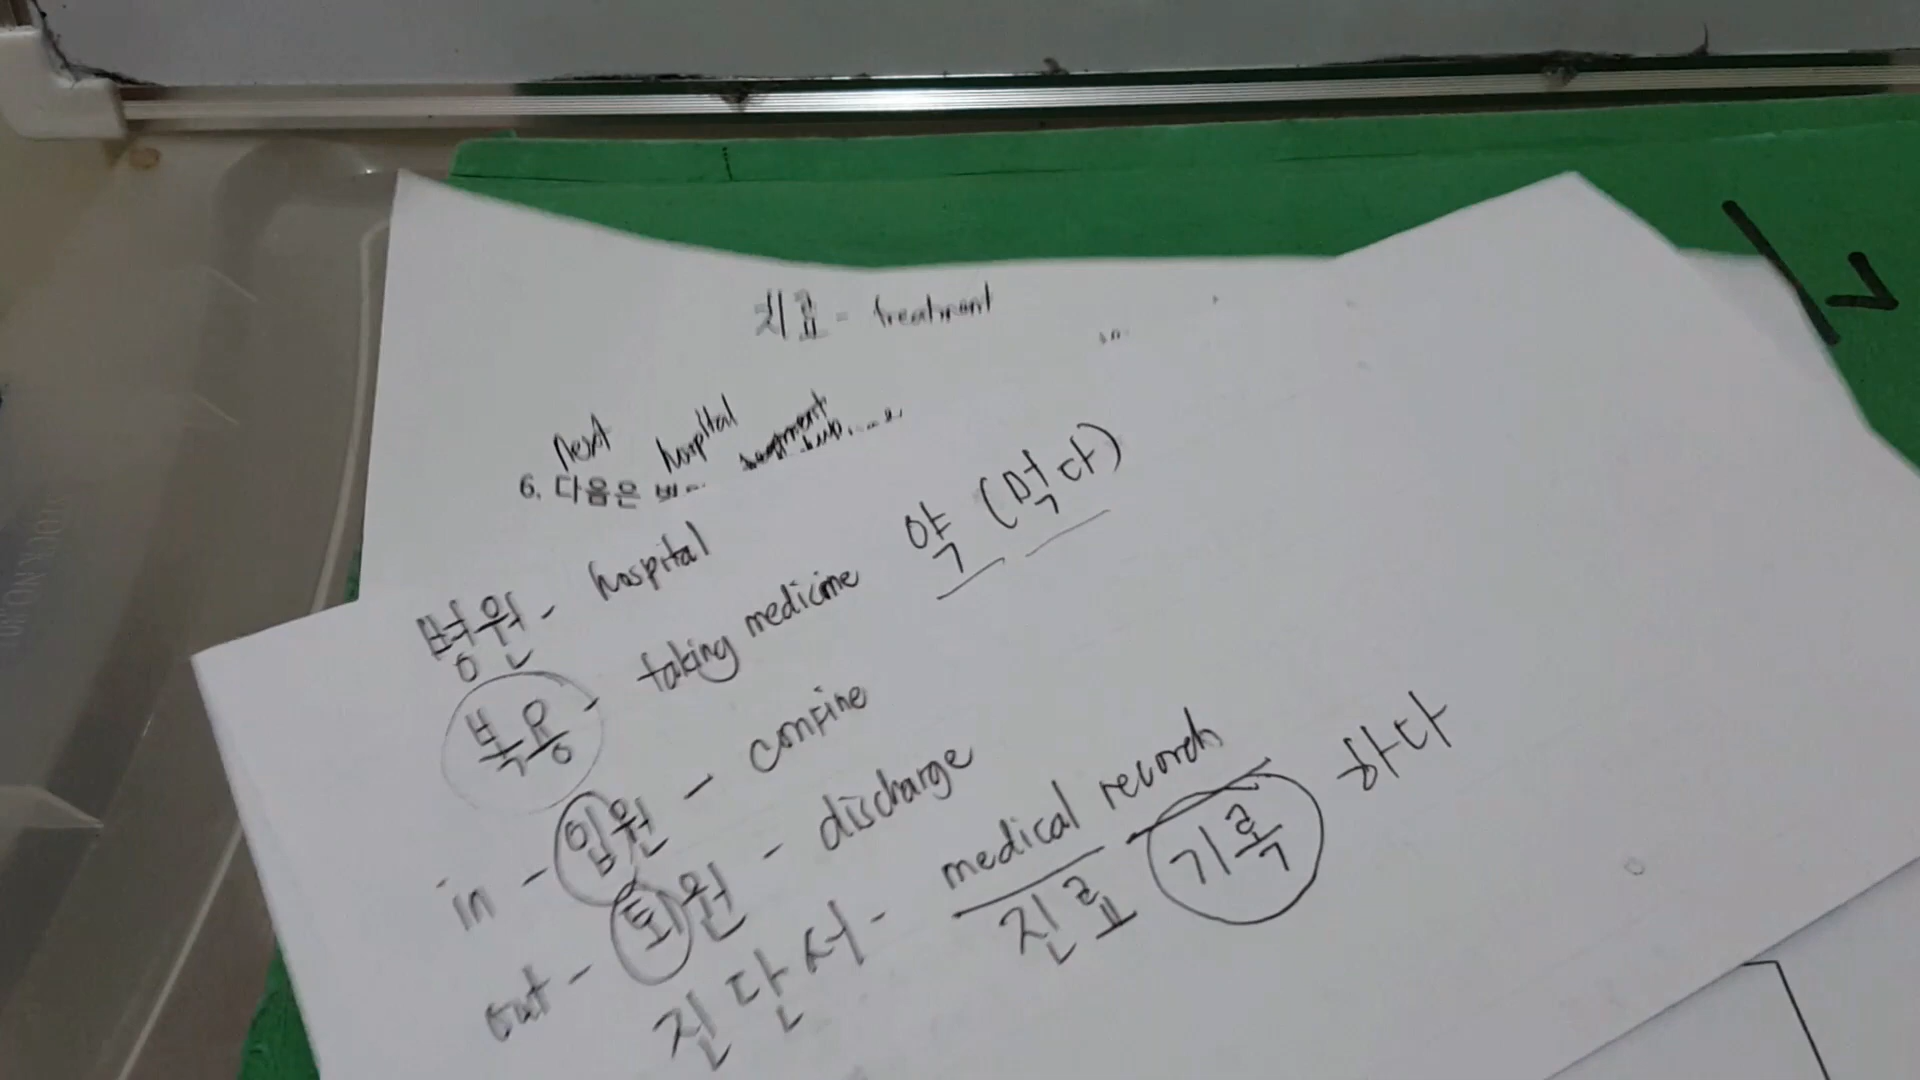 치료 - treatment
next hospital
6. 다음은
병원 - hospital
복용 - taking medicine 약 (먹다)
in - 입원 - confine
out - 퇴원 - discharge
진단서 - medical records
진료 기록 하다